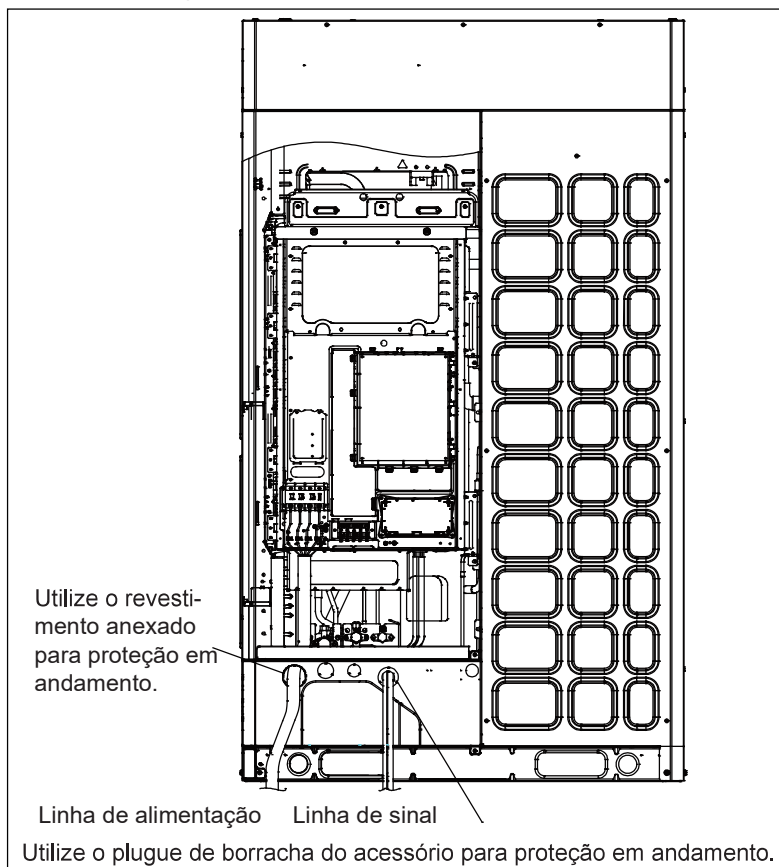 Utilize o revesti-
mento anexado
para proteção em
andamento.
Linha de alimentação Linha de sinal
Utilize o plugue de borracha do acessório para proteção em andamento.